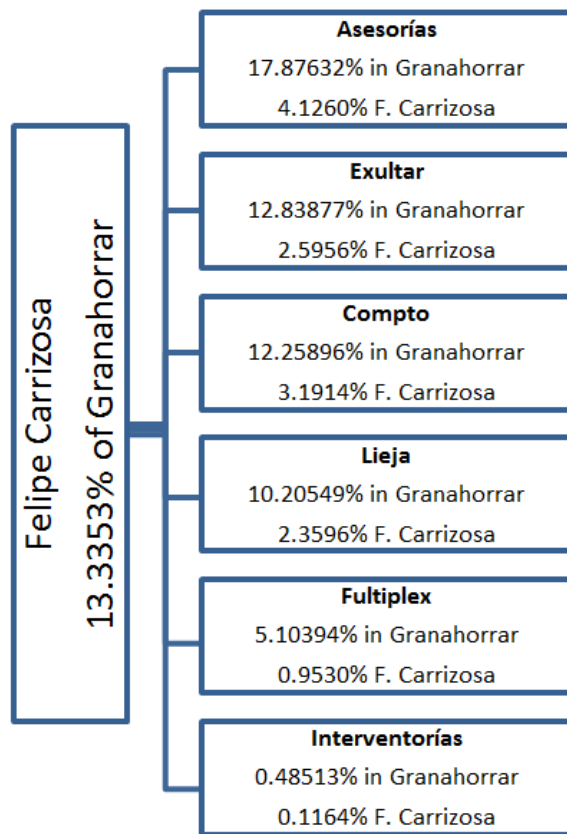 Felipe Carrizosa
13.3353% of Granahorrar
Asesorías
17.87632% in Granahorrar
4.1260% F. Carrizosa
Exultar
12.83877% in Granahorrar
2.5956% F. Carrizosa
Compto
12.25896% in Granahorrar
3.1914% F. Carrizosa
Lieja
10.20549% in Granahorrar
2.3596% F. Carrizosa
Fultiplex
5.10394% in Granahorrar
0.9530% F. Carrizosa
Interventorías
0.48513% in Granahorrar
0.1164% F. Carrizosa